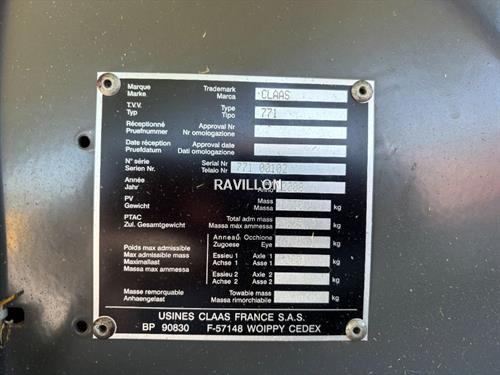 Marque Trademark
Marke Marca CLAAS
T.V.V. Type
Typ Tipo 771
Réceptionné Approval Nr
Pruefnummer Nr omologazione
Date réception Approval date
Pruefdatum Dati omologazione
N° série Serial Nr
Serien Nr. Telaio Nr 771 00102
Année
Jahr Anno
RAVILLON
PV Mass
Gewicht Massa kg
PTAC Total adm mass
Zul. Gesamtgewicht Massa max ammessa kg
Anneau Occhione
Zugoese Eye kg
Poids max admissible
Max admissible mass
Maximallast
Massa max ammessa
Essieu 1 Axle 1
Achse 1 Asse 1 kg
Essieu 2 Axle 2
Achse 2 Asse 2 kg
Masse remorquable Towable mass
Anhaengelast Massa rimorchiabile kg
USINES CLAAS FRANCE S.A.S.
BP 90830 F-57148 WOIPPY CEDEX